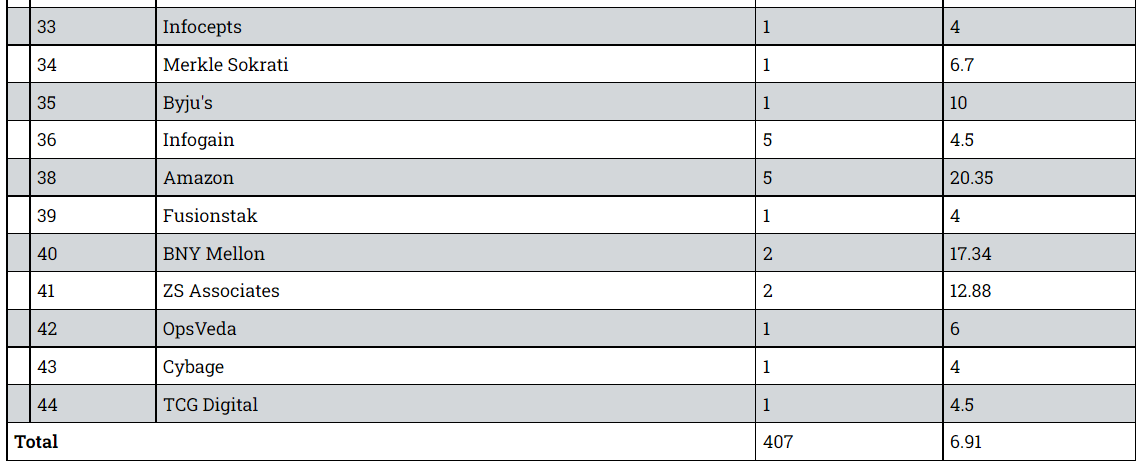 33 Infocepts 1 4
34 Merkle Sokrati 1 6.7
35 Byju's 1 10
36 Infogain 5 4.5
38 Amazon 5 20.35
39 Fusionstak 1 4
40 BNY Mellon 2 17.34
41 ZS Associates 2 12.88
42 OpsVeda 1 6
43 Cybage 1 4
44 TCG Digital 1 4.5
Total 407 6.91